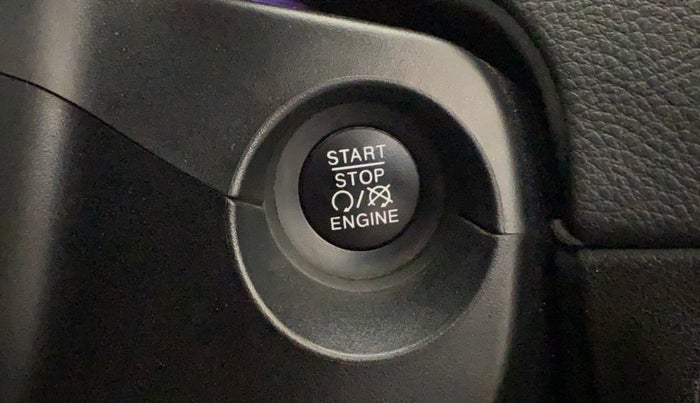 START
STOP
/
ENGINE